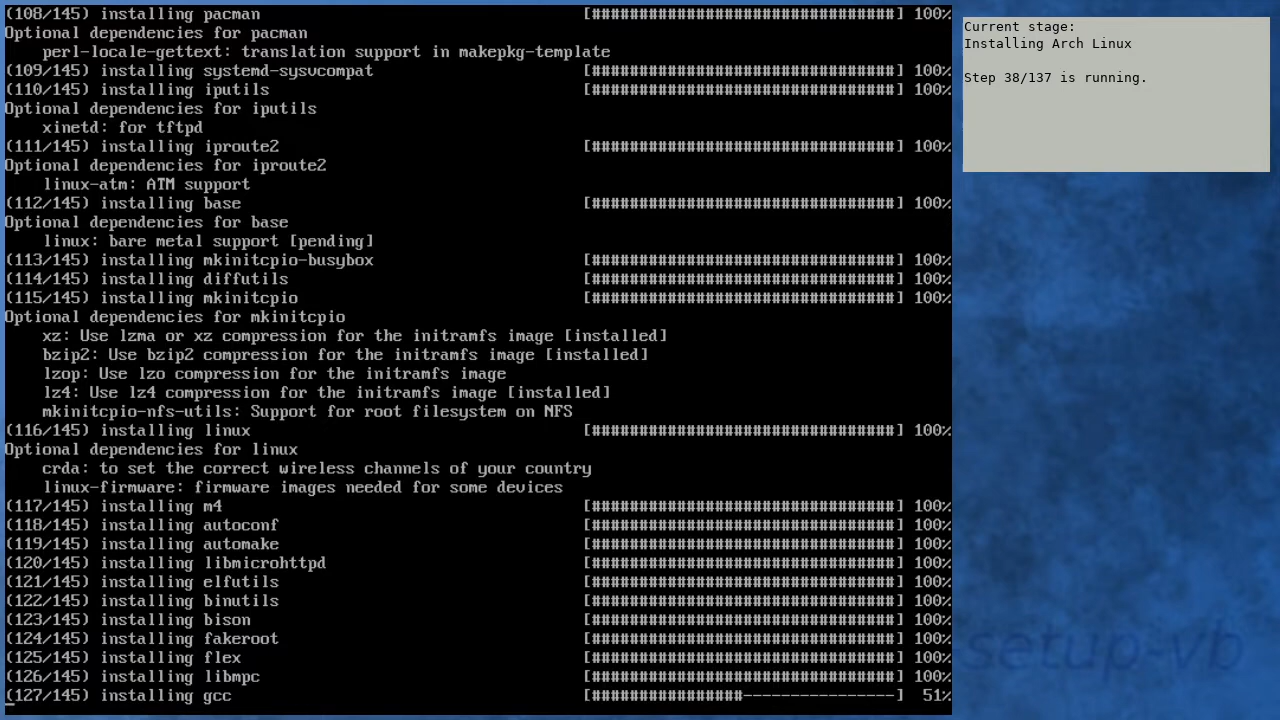 (108/145) installing pacman [################################] 100%
Optional dependencies for pacman
perl-locale-gettext: translation support in makepkg-template
(109/145) installing systemd-sysvcompat [################################] 100%
(110/145) installing iputils [################################] 100%
Optional dependencies for iputils
xinetd: for tftpd
(111/145) installing iproute2 [################################] 100%
Optional dependencies for iproute2
linux-atm: ATM support
(112/145) installing base [################################] 100%
Optional dependencies for base
linux: bare metal support [pending]
(113/145) installing mkinitcpio-busybox [################################] 100%
(114/145) installing diffutils [################################] 100%
(115/145) installing mkinitcpio [################################] 100%
Optional dependencies for mkinitcpio
xz: Use lzma or xz compression for the initramfs image [installed]
bzip2: Use bzip2 compression for the initramfs image [installed]
lzop: Use lzo compression for the initramfs image
lz4: Use lz4 compression for the initramfs image [installed]
mkinitcpio-nfs-utils: Support for root filesystem on NFS
(116/145) installing linux [################################] 100%
Optional dependencies for linux
crda: to set the correct wireless channels of your country
linux-firmware: firmware images needed for some devices
(117/145) installing m4 [################################] 100%
(118/145) installing autoconf [################################] 100%
(119/145) installing automake [################################] 100%
(120/145) installing libmicrohttpd [################################] 100%
(121/145) installing elfutils [################################] 100%
(122/145) installing binutils [################################] 100%
(123/145) installing bison [################################] 100%
(124/145) installing fakeroot [################################] 100%
(125/145) installing flex [################################] 100%
(126/145) installing libmpc [################################] 100%
(127/145) installing gcc [################----------------] 51%
Current stage:
Installing Arch Linux
Step 38/137 is running.
setup-vb